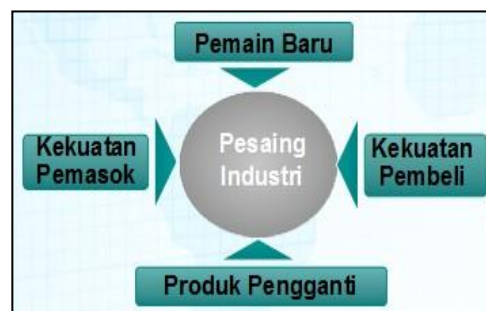 Pemain Baru
Kekuatan
Pemasok
Pesaing
Industri
Kekuatan
Pembeli
Produk Pengganti